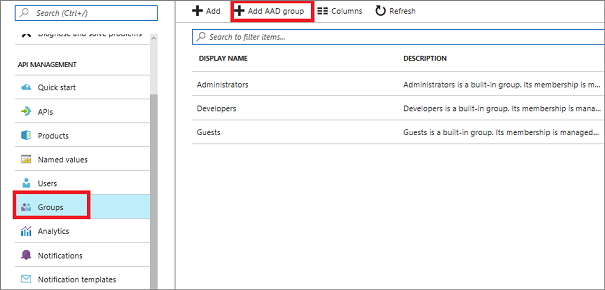 Search (Ctrl+/)
Diagnose and solve problems
API MANAGEMENT
Quick start
APIs
Products
Named values
Users
Groups
Analytics
Notifications
Notification templates
Add Add AAD group Columns Refresh
Search to filter items...
DISPLAY NAME DESCRIPTION
Administrators Administrators is a built-in group. Its membership is m...
Developers Developers is a built-in group. Its membership is mana...
Guests Guests is a built-in group. Its membership is managed...